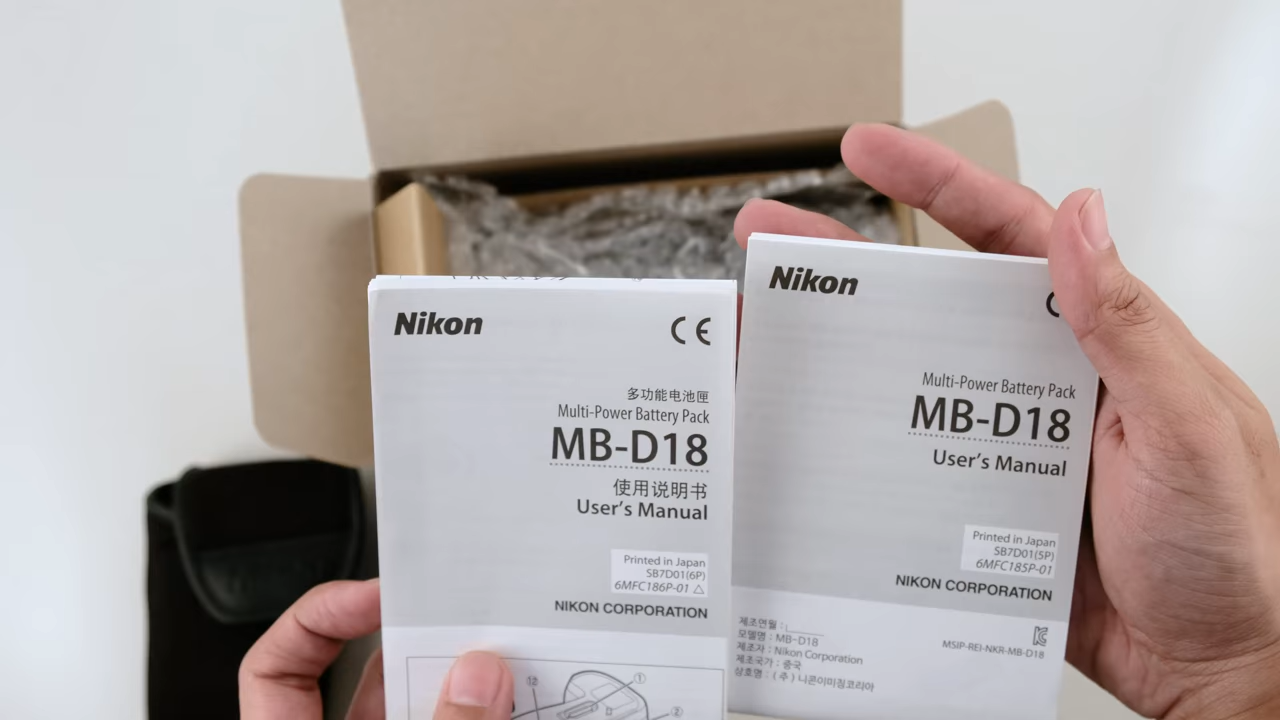 Nikon
CE
多功能电池匣
Multi-Power Battery Pack
MB-D18
使用说明书
User's Manual
Printed in Japan
SB7D01(6P)
6MFC186P-01 △
NIKON CORPORATION
⑫
①
②
Nikon
Multi-Power Battery Pack
MB-D18
User's Manual
Printed in Japan
SB7D01(5P)
6MFC185P-01
NIKON CORPORATION
제조연월 :
모델명 : MB-D18
제조자 : Nikon Corporation
제조국가 : 중국
상호명 : ( 주 ) 니콘이미징코리아
MSIP-REI-NKR-MB-D18